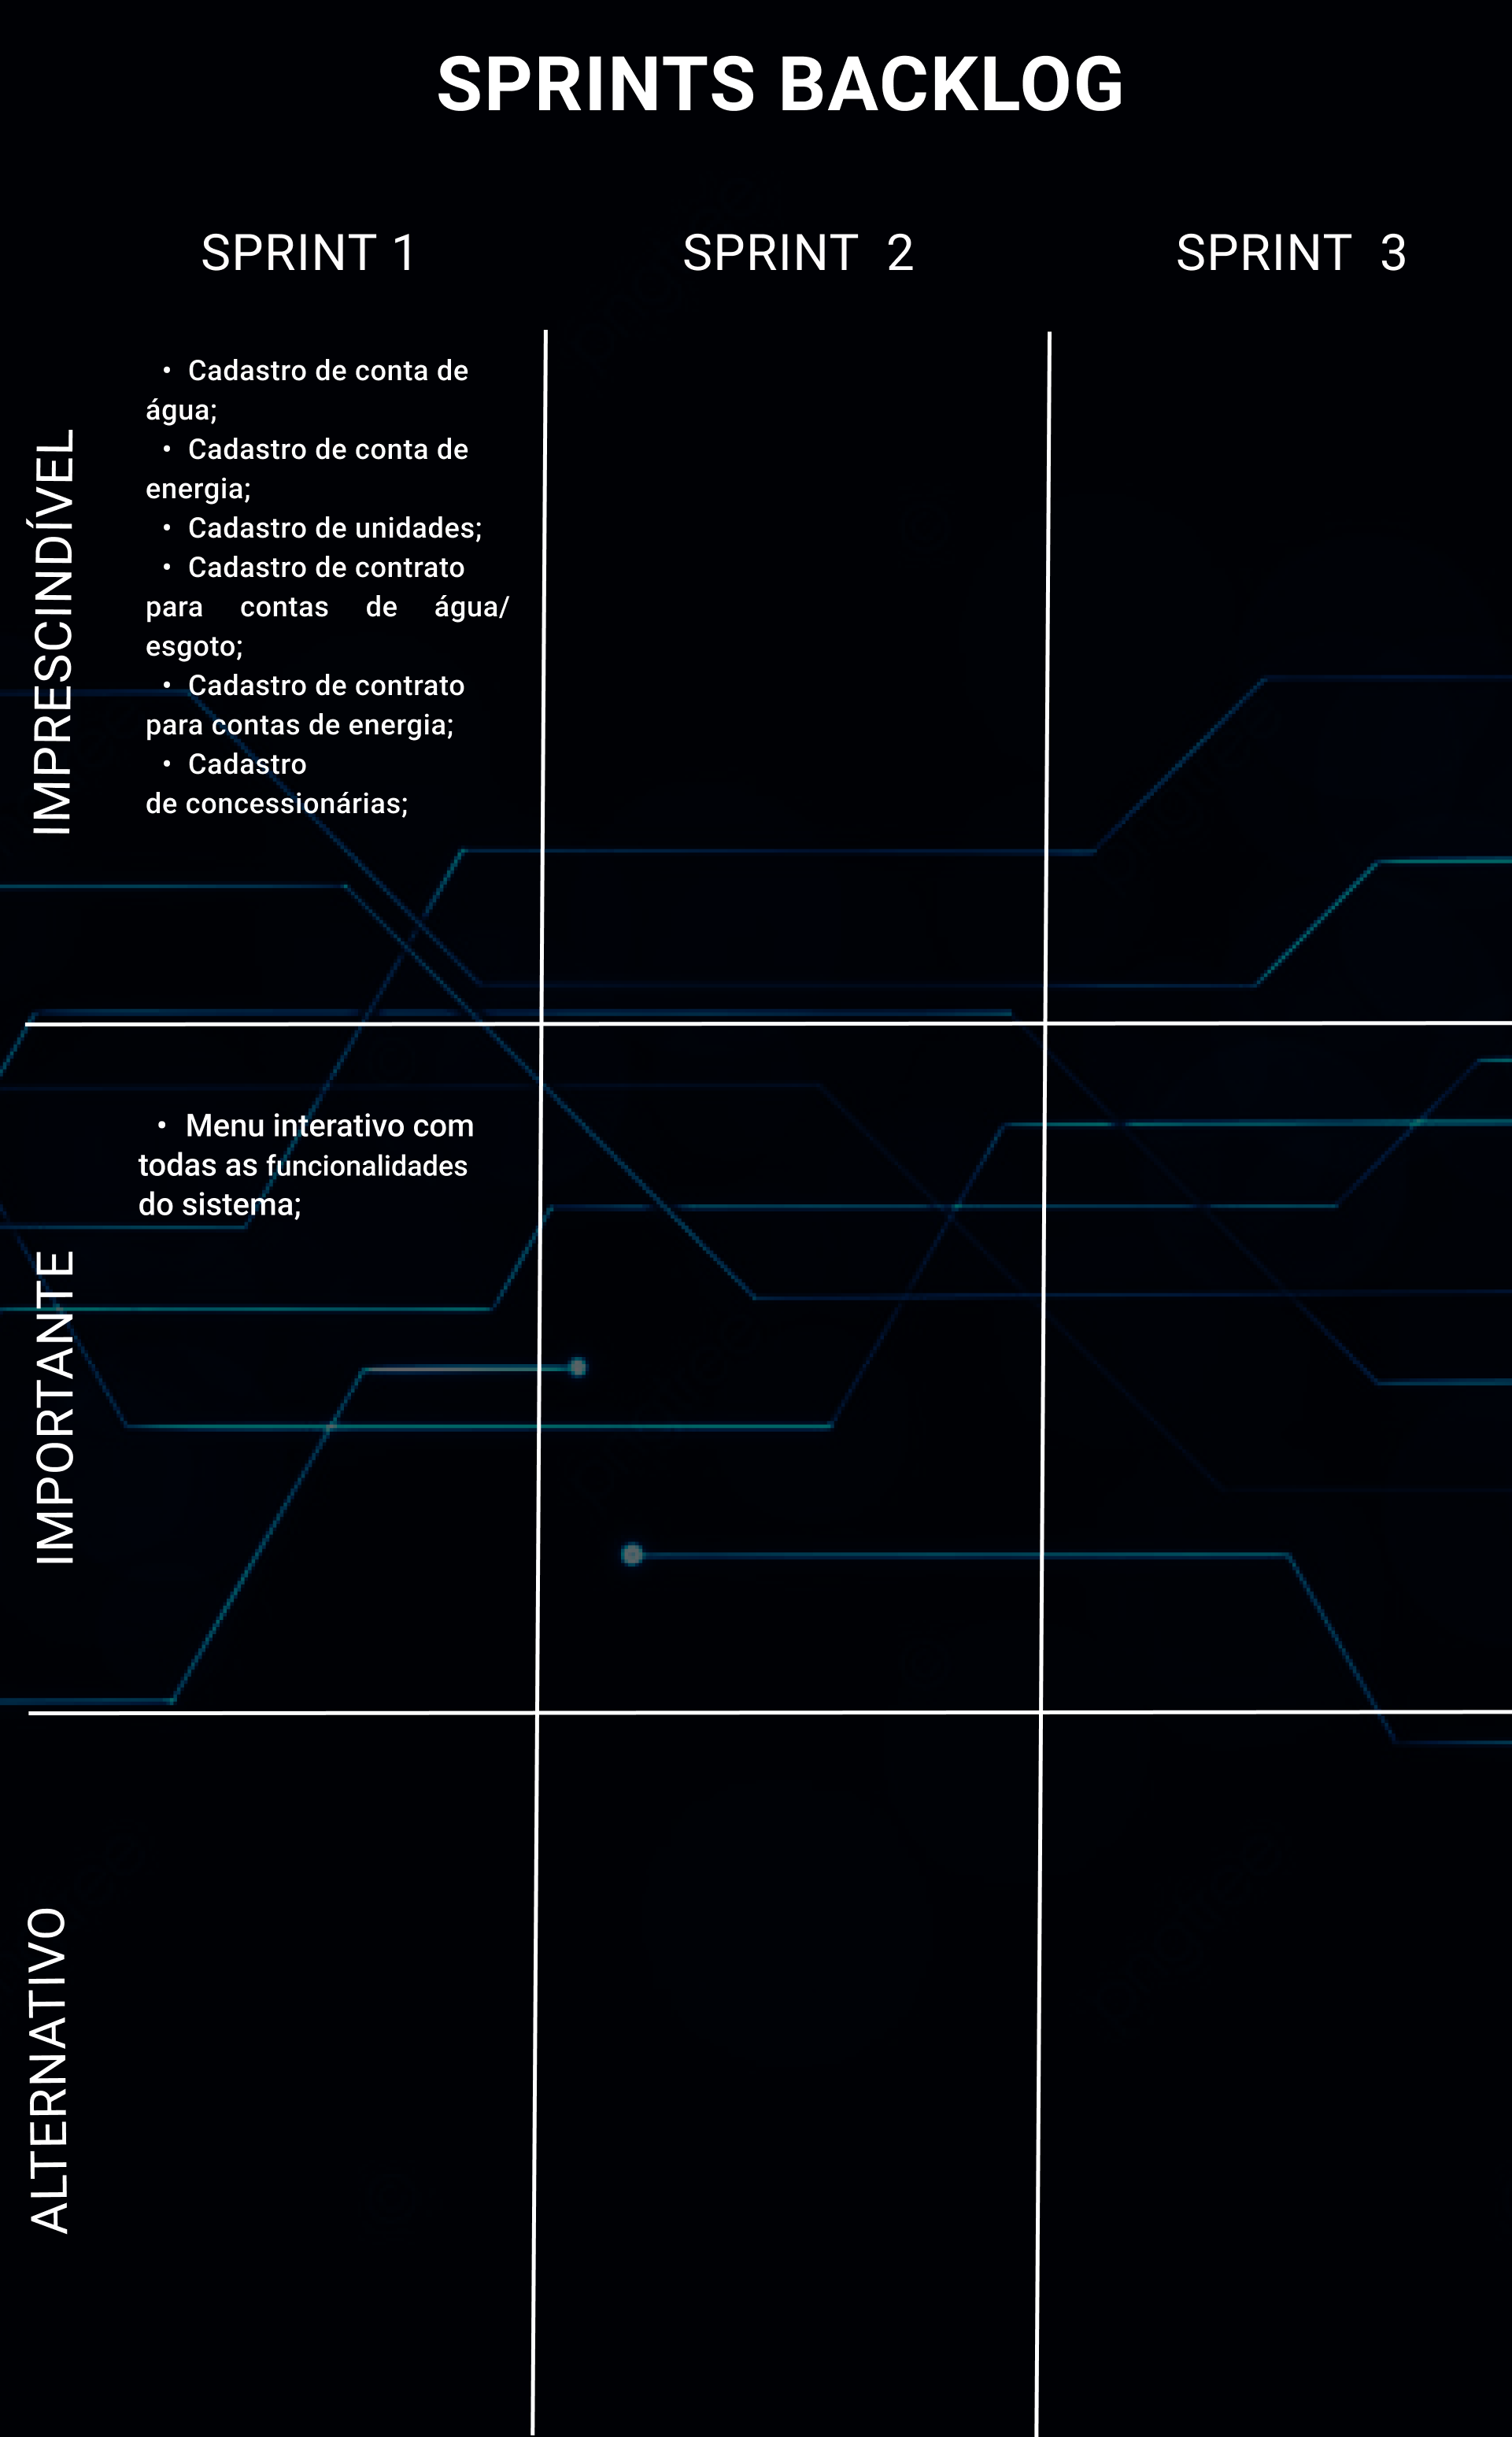 SPRINTS BACKLOG
SPRINT 1
SPRINT 2
SPRINT 3
IMPRESCINDÍVEL
• Cadastro de conta de
água;
• Cadastro de conta de
energia;
• Cadastro de unidades;
• Cadastro de contrato
para contas de água/
esgoto;
• Cadastro de contrato
para contas de energia;
• Cadastro
de concessionárias;
IMPORTANTE
• Menu interativo com
todas as funcionalidades
do sistema;
ALTERNATIVO